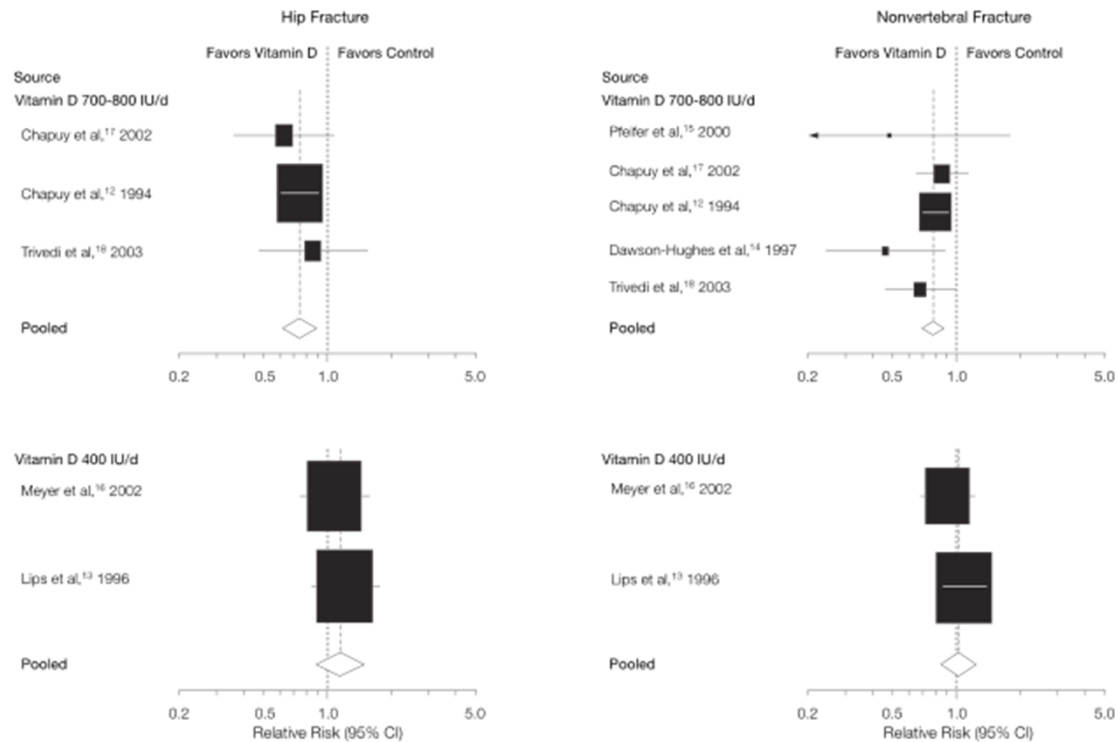 Hip Fracture
Favors Vitamin D Favors Control
Source
Vitamin D 700-800 IU/d
Chapuy et al,¹⁷ 2002
Chapuy et al,¹² 1994
Trivedi et al,¹⁸ 2003
Pooled
0.2 0.5 1.0 5.0
Nonvertebral Fracture
Favors Vitamin D Favors Control
Source
Vitamin D 700-800 IU/d
Pfeifer et al,¹⁵ 2000
Chapuy et al,¹⁷ 2002
Chapuy et al,¹² 1994
Dawson-Hughes et al,¹⁴ 1997
Trivedi et al,¹⁸ 2003
Pooled
0.2 0.5 1.0 5.0
Vitamin D 400 IU/d
Meyer et al,¹⁶ 2002
Lips et al,¹³ 1996
Pooled
0.2 0.5 1.0 5.0
Relative Risk (95% CI)
Vitamin D 400 IU/d
Meyer et al,¹⁶ 2002
Lips et al,¹³ 1996
Pooled
0.2 0.5 1.0 5.0
Relative Risk (95% CI)